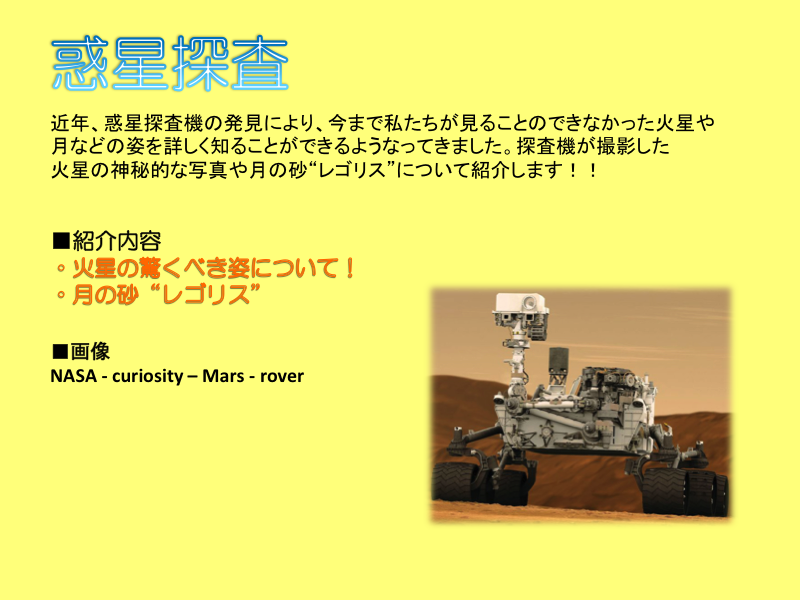 惑星探査
近年、惑星探査機の発見により、今まで私たちが見ることのできなかった火星や
月などの姿を詳しく知ることができるようなってきました。探査機が撮影した
火星の神秘的な写真や月の砂“レゴリス”について紹介します！！
■紹介内容
。火星の驚くべき姿について！
。月の砂“レゴリス”
■画像
NASA - curiosity – Mars - rover